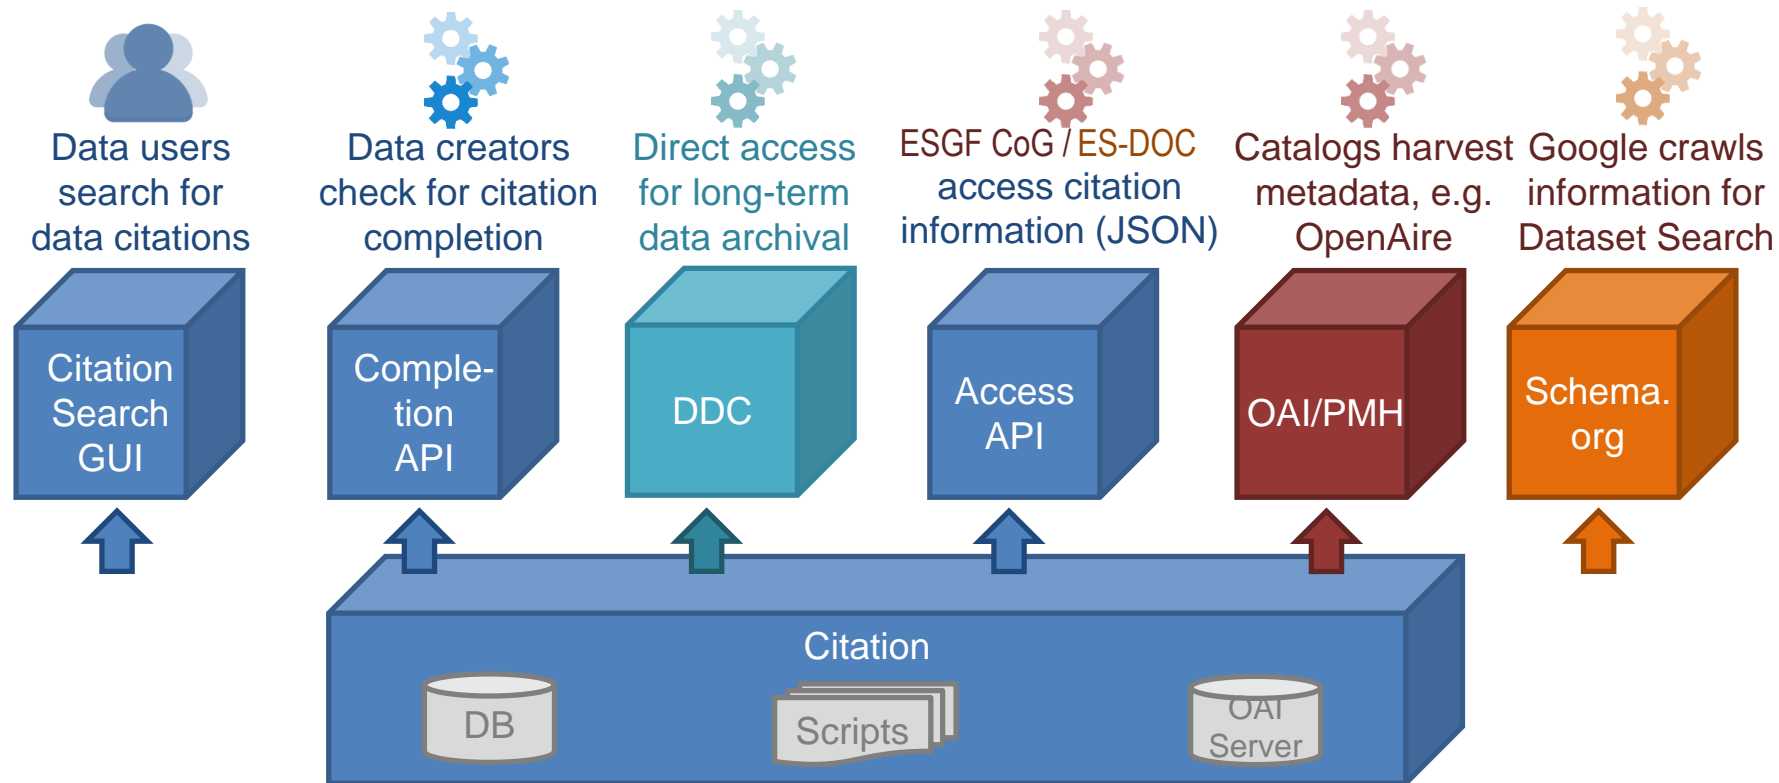 Data users
search for
data citations
Data creators
check for citation
completion
Direct access
for long-term
data archival
ESGF CoG / ES-DOC
access citation
information (JSON)
Catalogs harvest
metadata, e.g.
OpenAire
Google crawls
information for
Dataset Search
Citation
Search
GUI
Comple-
tion
API
DDC
Access
API
OAI/PMH
Schema.
org
Citation
DB
Scripts
OAI
Server